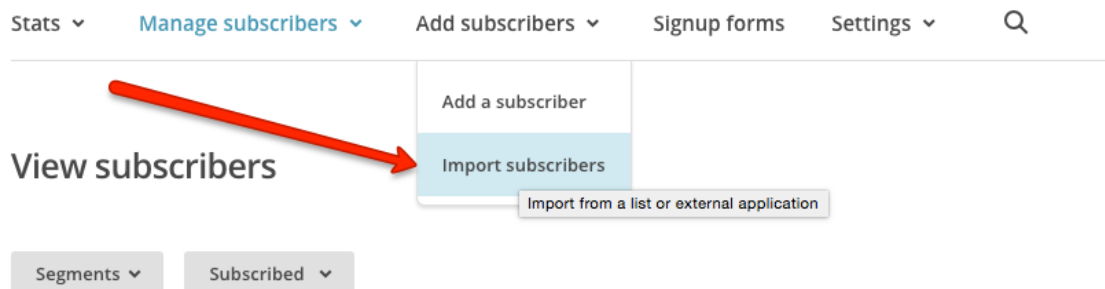 Stats Manage subscribers Add subscribers Signup forms Settings
Add a subscriber
View subscribers
Import subscribers
Import from a list or external application
Segments Subscribed